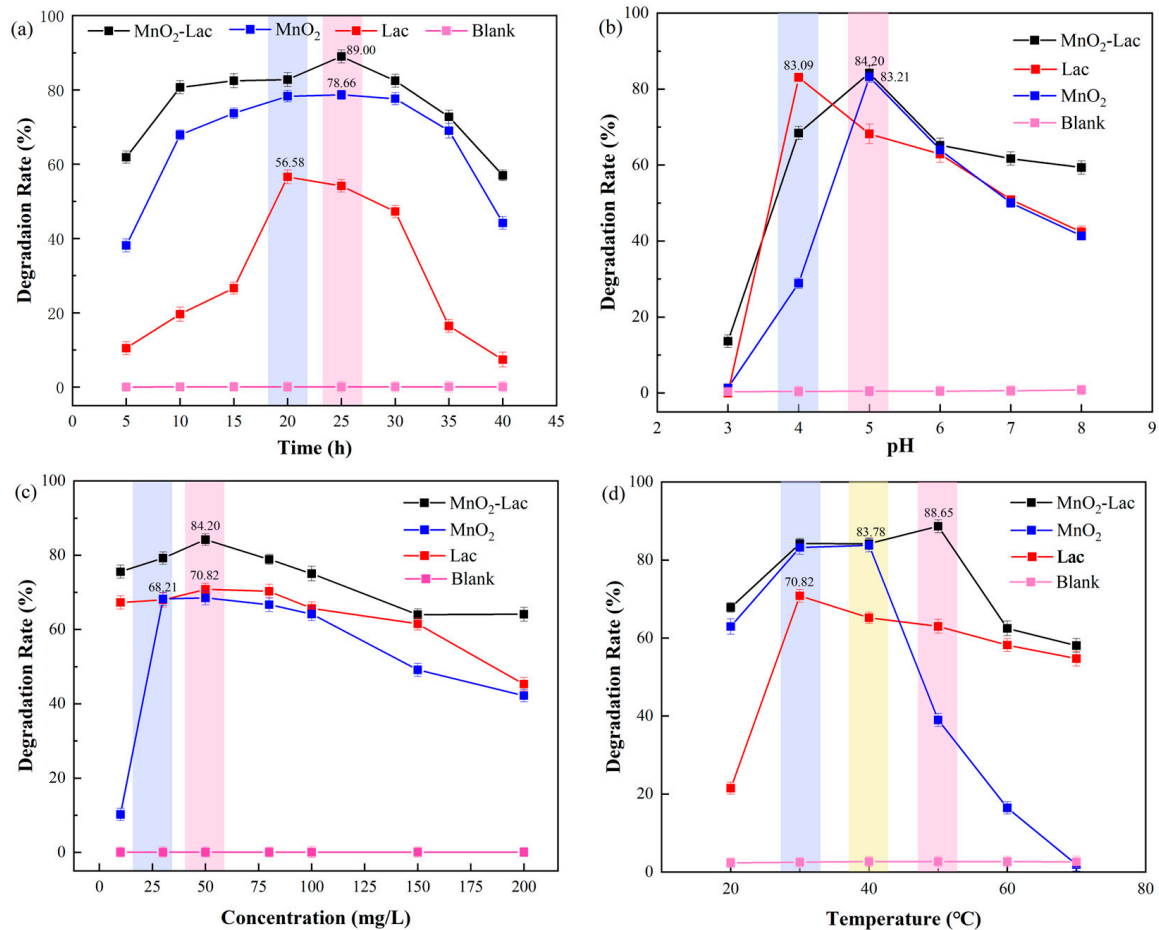 (a)
MnO2-Lac MnO2 Lac Blank
89.00
78.66
56.58
Degradaion Rate (%)
100
80
60
40
20
0
0 5 10 15 20 25 30 35 40 45
Time (h)
(b)
MnO2-Lac
Lac
MnO2
Blank
83.09
84.20
83.21
Degradation Rate (%)
100
80
60
40
20
0
2 3 4 5 6 7 8 9
pH
(c)
MnO2-Lac
MnO2
Lac
Blank
84.20
68.21
70.82
Degradation Rate (%)
100
80
60
40
20
0
0 25 50 75 100 125 150 175 200
Concentration (mg/L)
(d)
MnO2-Lac
MnO2
Lac
Blank
88.65
83.78
70.82
Degradation Rate (%)
100
80
60
40
20
0
20 30 40 50 60 70 80
Temperature (℃)